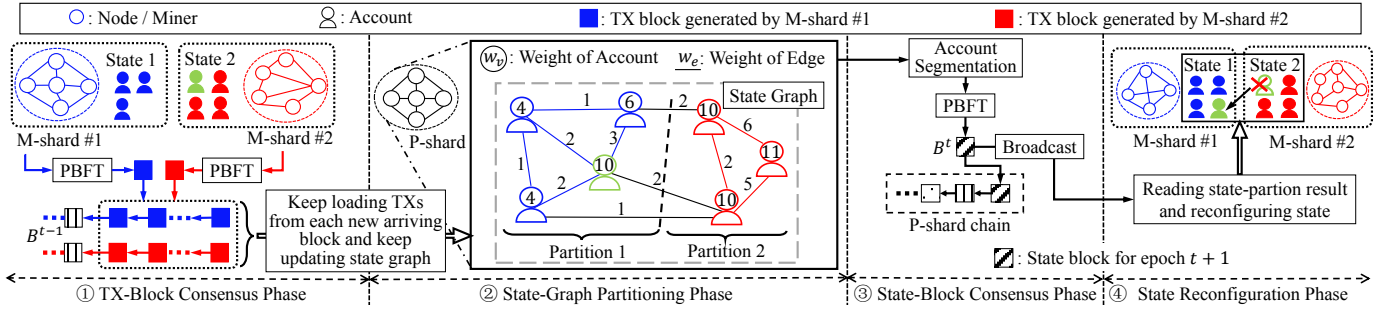 : Node / Miner
: Account
: TX block generated by M-shard #1
: TX block generated by M-shard #2
State 1
State 2
M-shard #1
M-shard #2
PBFT
PBFT
B^{t−1}
Keep loading TXs
from each new arriving
block and keep
updating state graph
① TX-Block Consensus Phase
P-shard
w_v: Weight of Account
w_e: Weight of Edge
State Graph
4
1
6
2
10
6
2
3
1
10
2
11
2
2
5
4
1
10
Partition 1
Partition 2
② State-Graph Partitioning Phase
Account
Segmentation
PBFT
B^t
Broadcast
P-shard chain
: State block for epoch t + 1
③ State-Block Consensus Phase
State 1
State 2
M-shard #1
M-shard #2
Reading state-partion result
and reconfiguring state
④ State Reconfiguration Phase